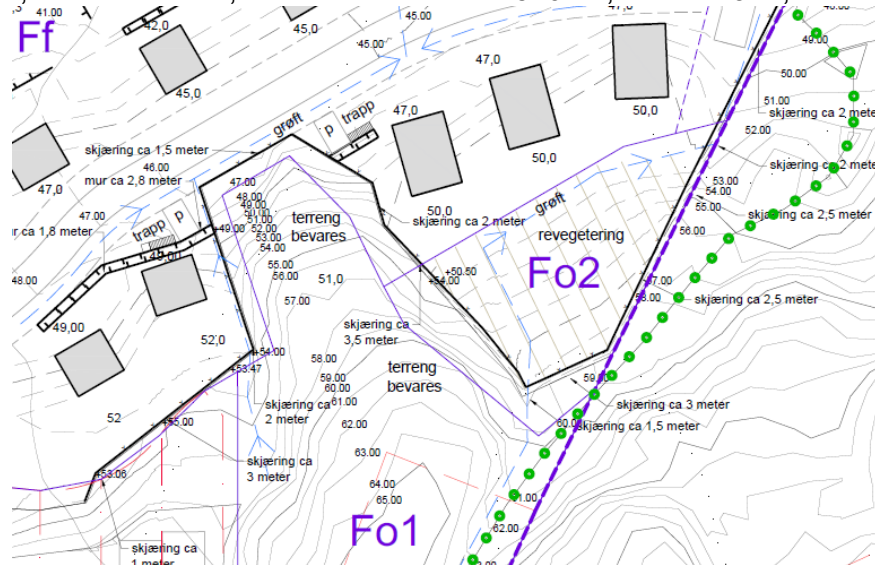 41.00
Ff
42,0
45,0
45.00
45.00
47,0
49.00
50.00
51.00
52.00
skjæring ca 2 mete
45,0
47,0
50,0
grøft
p
trapp
skjæring ca 1,5 meter
46.00
mur ca 2,8 meter
47,0
47.00
48.00
49.00
50.00
51.00
52.00
53.00
54.00
55.00
56.00
57.00
terreng
bevares
51,0
50,0
50,0
skjæring ca 2 meter
grøft
revegetering
Fo2
skjæring ca 2 meter
53.00
54.00
55.00
56.00
skjæring ca 2,5 meter
47.00
ur ca 1,8 meter
trapp
p
+49.00
48.00
49,00
52,0
+50.50
+54.00
+57.00
58.00
skjæring ca 2,5 meter
skjæring ca
3,5 meter
terreng
bevares
+54.00
+53.47
58.00
59.00
60.00
61.00
62.00
63.00
64.00
65.00
52
+55.00
skjæring ca
2 meter
skjæring ca
3 meter
+53.06
skjæring ca
1 meter
skjæring ca 3 meter
60.00
skjæring ca 1,5 meter
61.00
62.00
Fo1